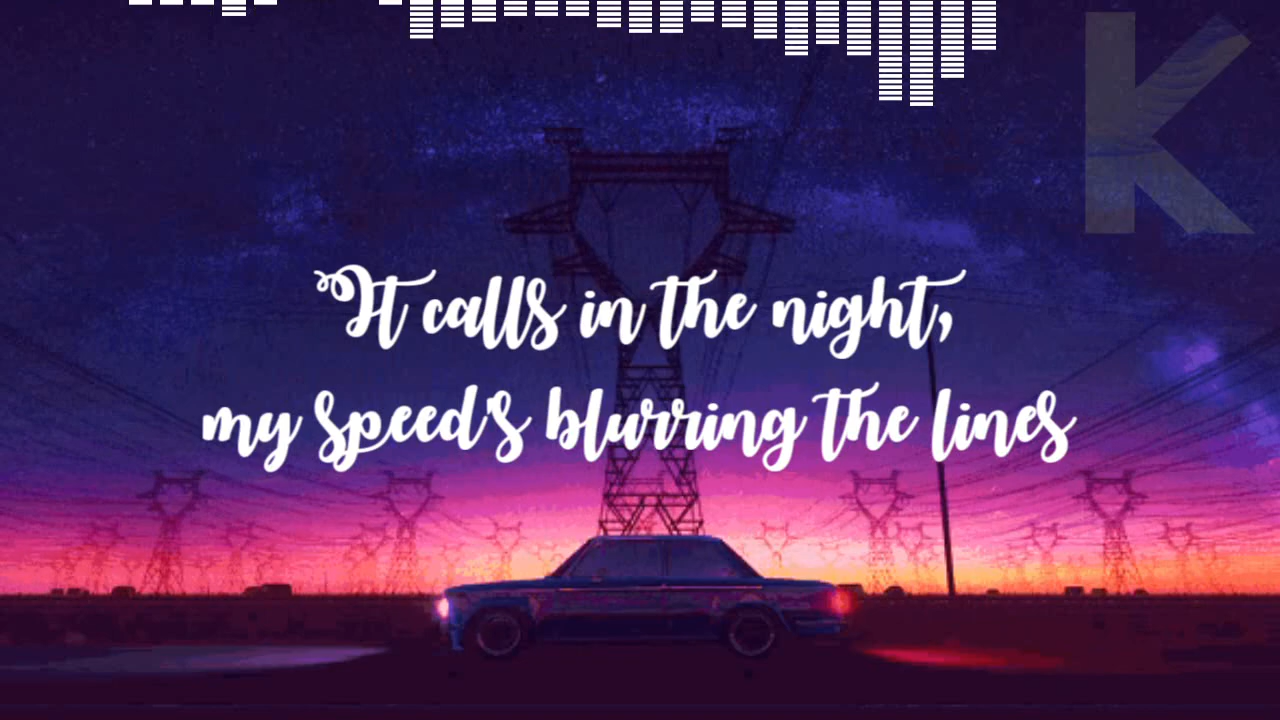 K
It calls in the night,
my speed's blurring the lines